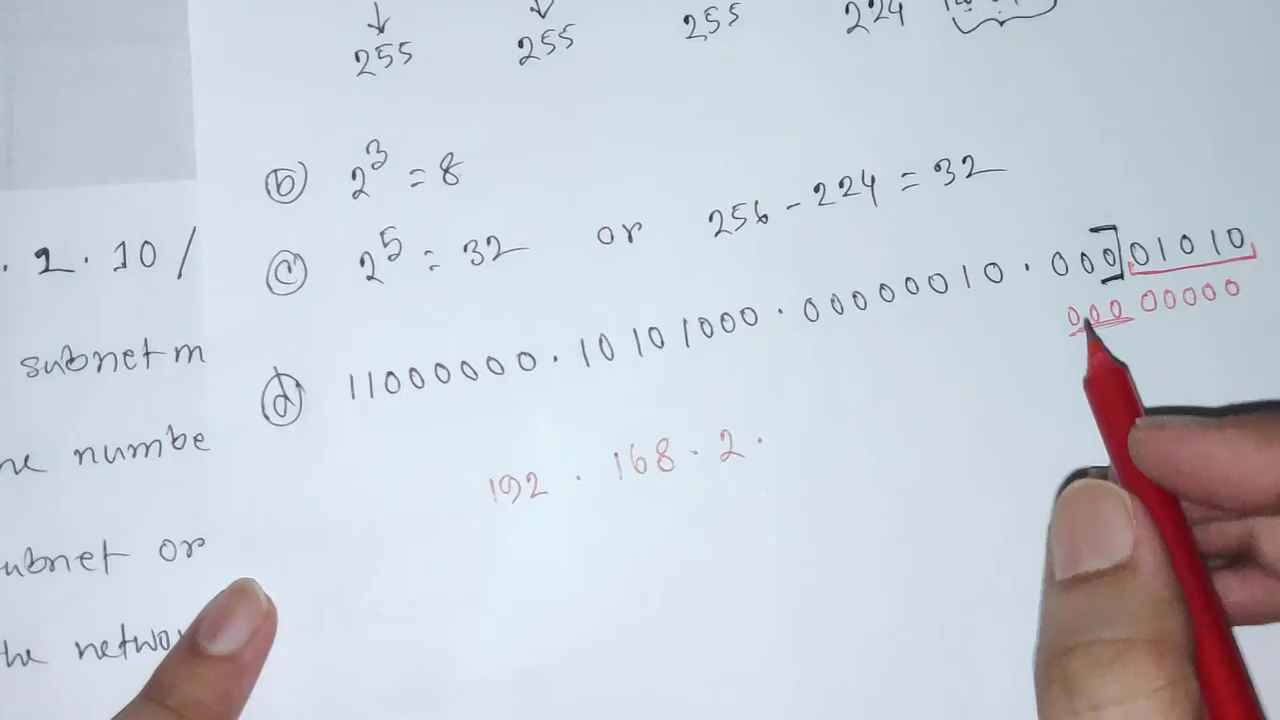 255 255 255 224
ⓑ 2³ = 8
ⓒ 2⁵ = 32 or 256 - 224 = 32
ⓓ 11000000 . 10101000 . 00000010 . 000]01010
000 00000
192 . 168 . 2 .
. 2 . 10 /
subnet m
he numbe
ubnet or
the netwo